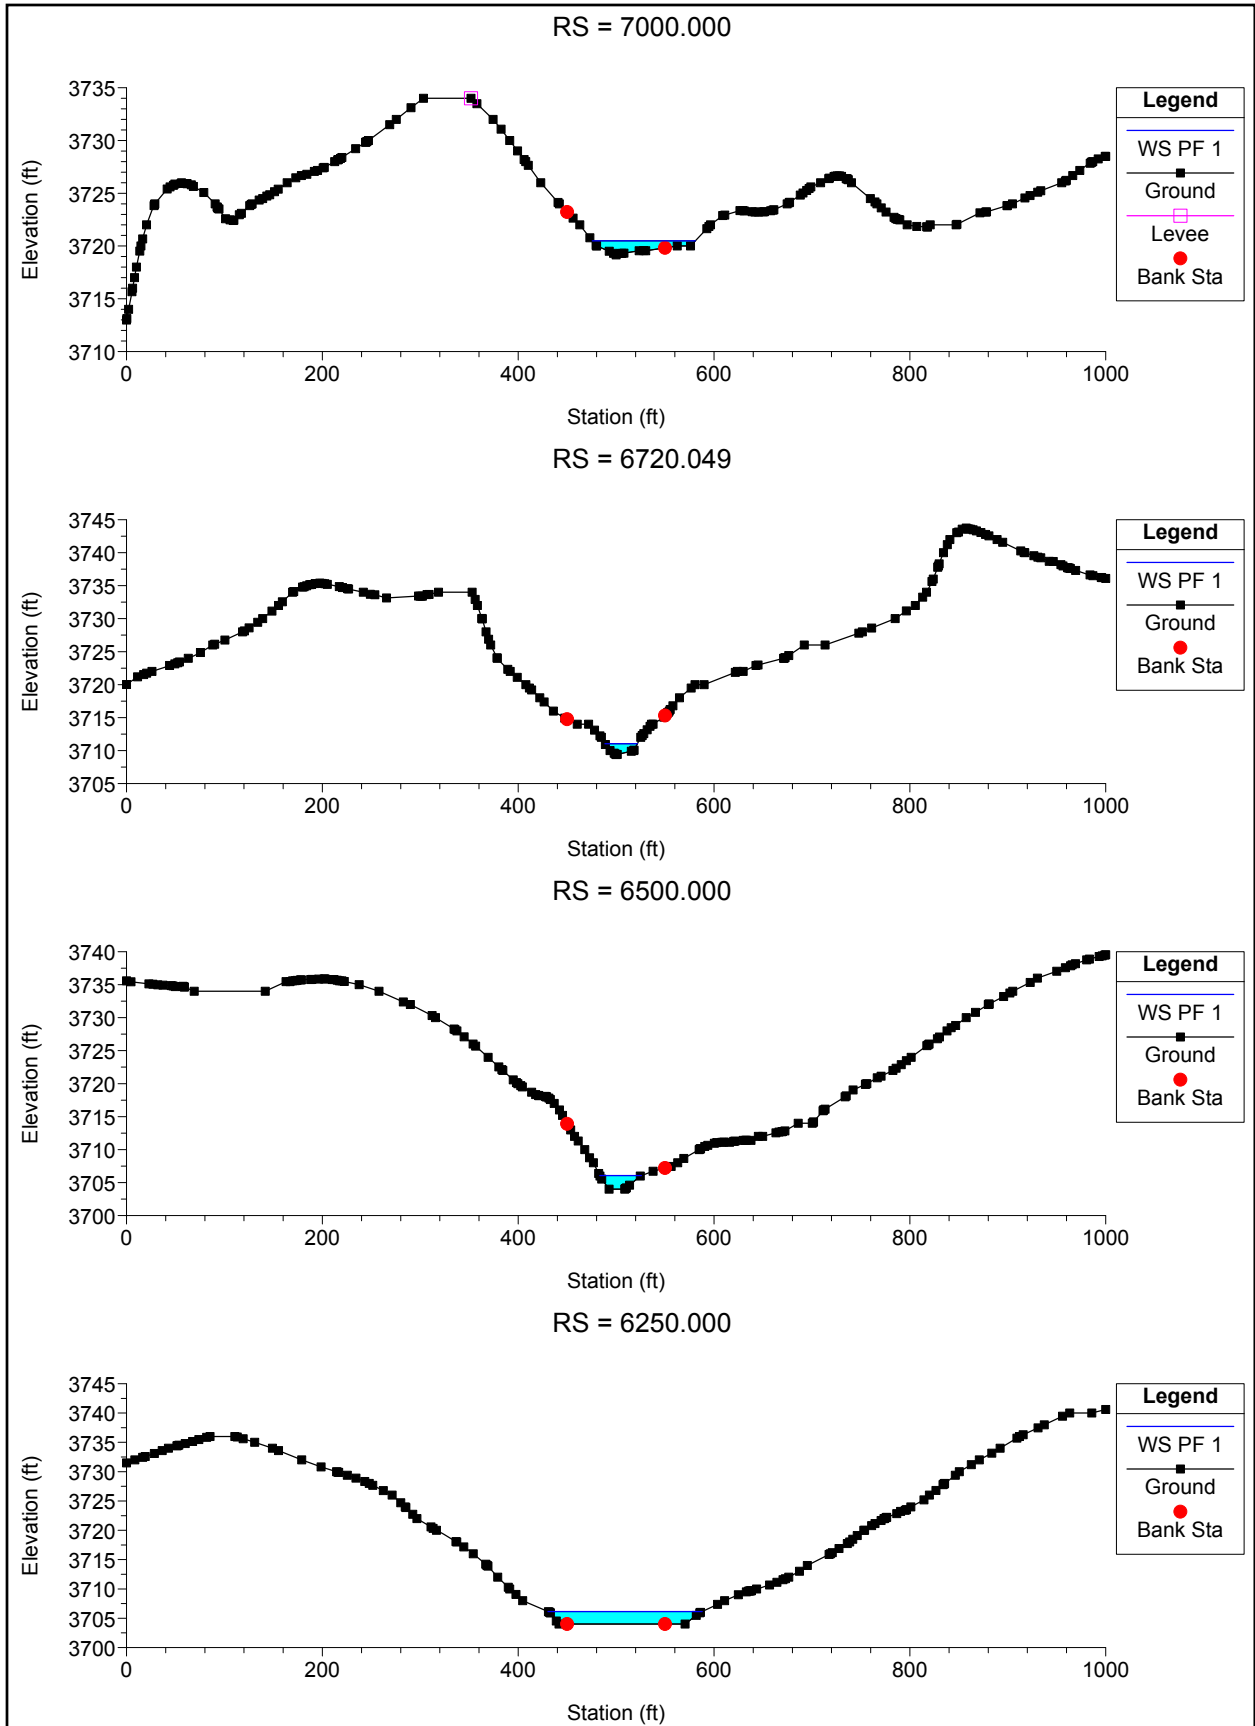 RS = 7000.000
Elevation (ft)
3735
3730
3725
3720
3715
3710
0 200 400 600 800 1000
Station (ft)
Legend
WS PF 1
Ground
Levee
Bank Sta
RS = 6720.049
Elevation (ft)
3745
3740
3735
3730
3725
3720
3715
3710
3705
0 200 400 600 800 1000
Station (ft)
Legend
WS PF 1
Ground
Bank Sta
RS = 6500.000
Elevation (ft)
3740
3735
3730
3725
3720
3715
3710
3705
3700
0 200 400 600 800 1000
Station (ft)
Legend
WS PF 1
Ground
Bank Sta
RS = 6250.000
Elevation (ft)
3745
3740
3735
3730
3725
3720
3715
3710
3705
3700
0 200 400 600 800 1000
Station (ft)
Legend
WS PF 1
Ground
Bank Sta